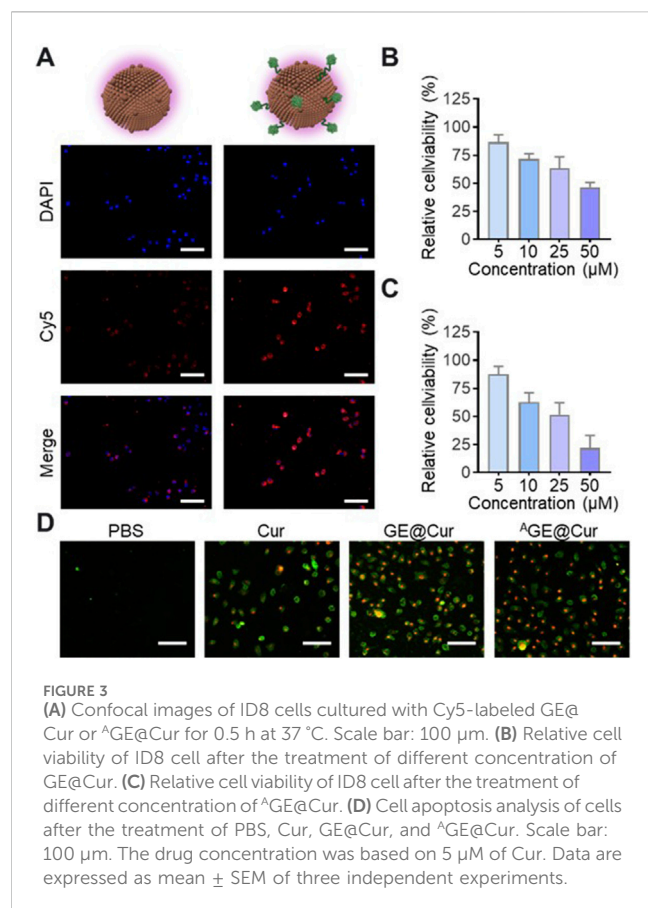 A
B
DAPI
Cy5
Merge
Relative cellviability (%)
125
100
75
50
25
0
5 10 25 50
Concentration (µM)
C
Relative cellviability (%)
125
100
75
50
25
0
5 10 25 50
Concentration (µM)
D
PBS Cur GE@Cur ᴬGE@Cur
FIGURE 3
(A) Confocal images of ID8 cells cultured with Cy5-labeled GE@
Cur or ᴬGE@Cur for 0.5 h at 37 °C. Scale bar: 100 µm. (B) Relative cell
viability of ID8 cell after the treatment of different concentration of
GE@Cur. (C) Relative cell viability of ID8 cell after the treatment of
different concentration of ᴬGE@Cur. (D) Cell apoptosis analysis of cells
after the treatment of PBS, Cur, GE@Cur, and ᴬGE@Cur. Scale bar:
100 µm. The drug concentration was based on 5 µM of Cur. Data are
expressed as mean ± SEM of three independent experiments.